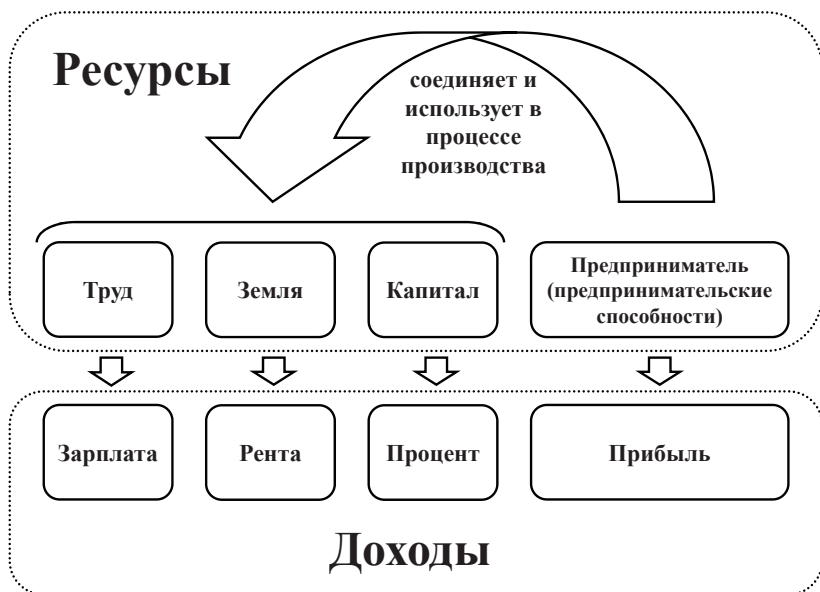 Ресурсы
соединяет и
использует в
процессе
производства
Труд
Земля
Капитал
Предприниматель
(предпринимательские
способности)
Зарплата
Рента
Процент
Прибыль
Доходы